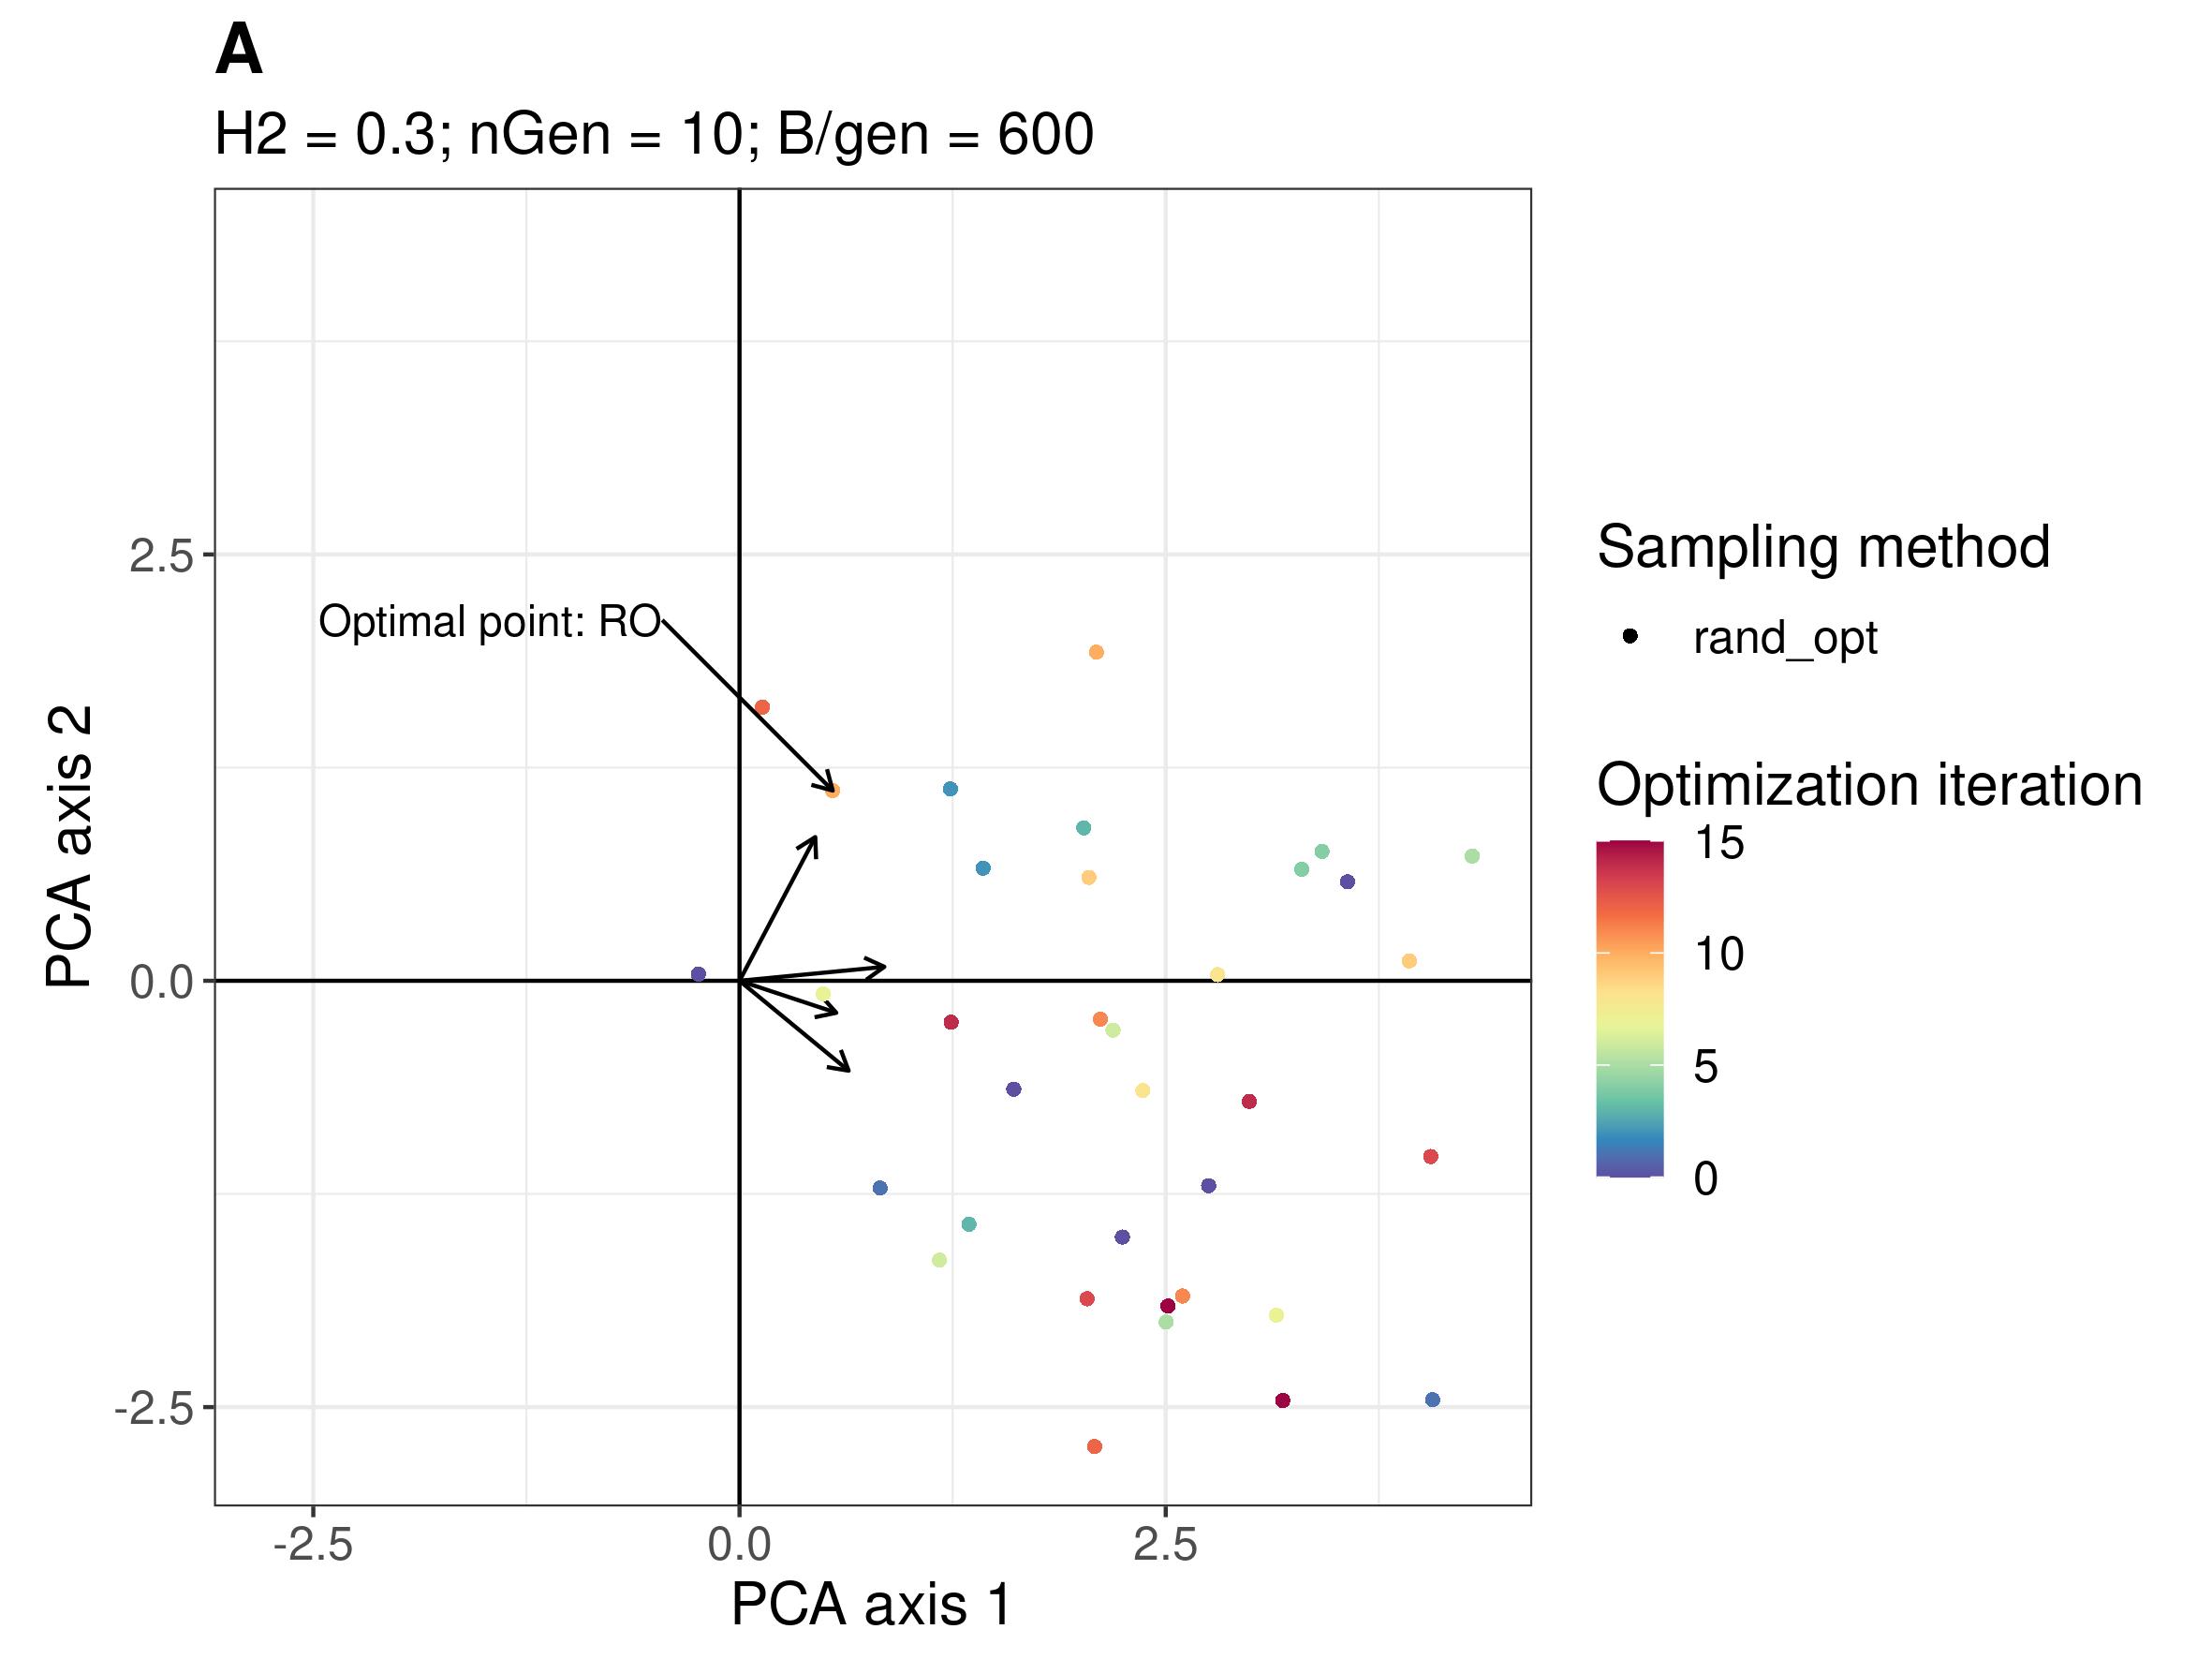 A
H2 = 0.3; nGen = 10; B/gen = 600
2.5
0.0
-2.5
PCA axis 2
Optimal point: RO
-2.5
0.0
2.5
PCA axis 1
Sampling method
rand_opt
Optimization iteration
15
10
5
0